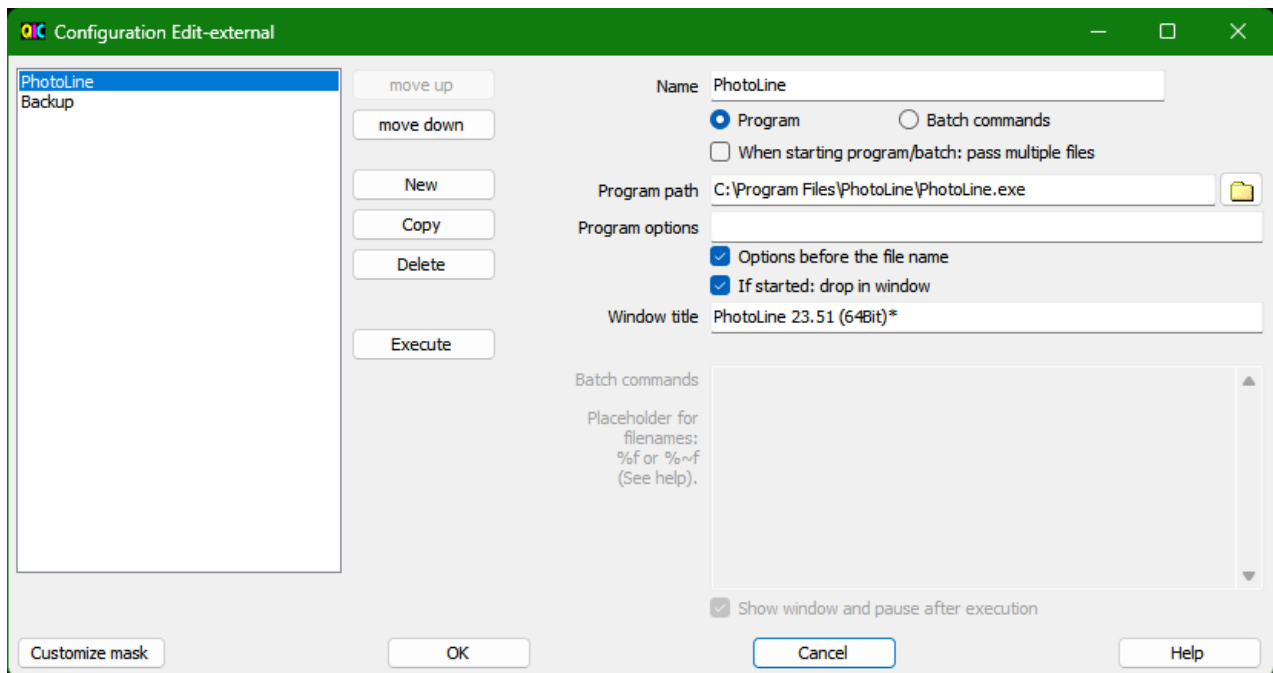 Configuration Edit-external
PhotoLine
Backup
move up
move down
New
Copy
Delete
Execute
Name PhotoLine
Program Batch commands
When starting program/batch: pass multiple files
Program path C:\Program Files\PhotoLine\PhotoLine.exe
Program options
Options before the file name
If started: drop in window
Window title PhotoLine 23.51 (64Bit)*
Batch commands
Placeholder for
filenames:
%f or %~f
(See help).
Show window and pause after execution
Customize mask OK Cancel Help